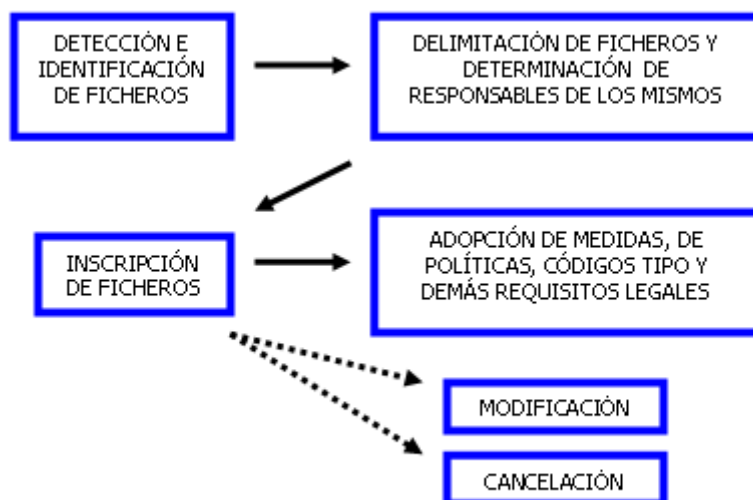 DETECCIÓN E
IDENTIFICACIÓN
DE FICHEROS
DELIMITACIÓN DE FICHEROS Y
DETERMINACIÓN DE
RESPONSABLES DE LOS MISMOS
INSCRIPCIÓN
DE FICHEROS
ADOPCIÓN DE MEDIDAS, DE
POLÍTICAS, CÓDIGOS TIPO Y
DEMÁS REQUISITOS LEGALES
MODIFICACIÓN
CANCELACIÓN